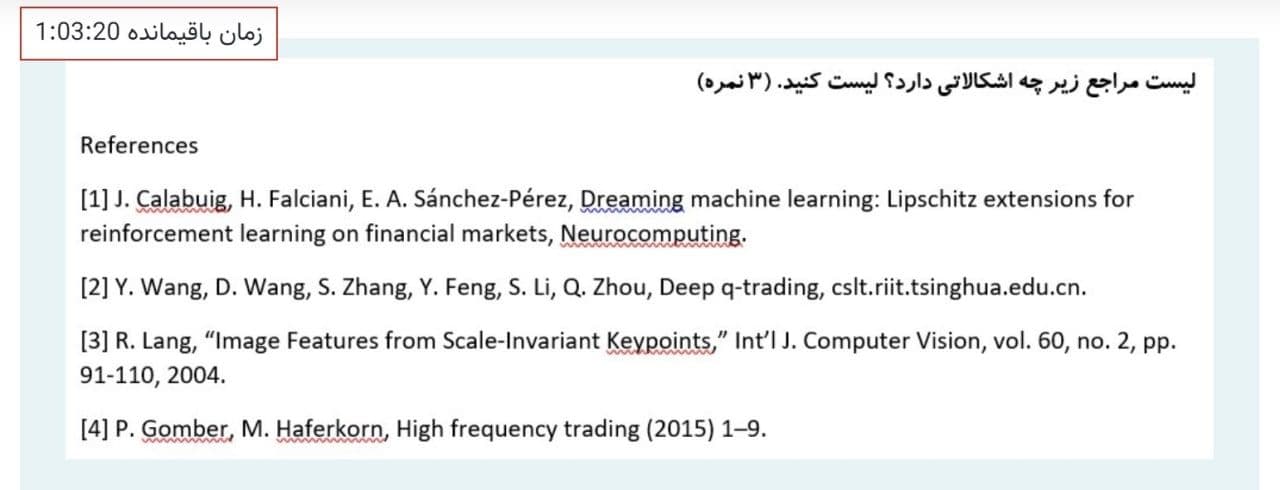 زمان باقیمانده 1:03:20
لیست مراجع زیر چه اشکالاتی دارد؟ لیست کنید. (۳ نمره)
References
[1] J. Calabuig, H. Falciani, E. A. Sánchez-Pérez, Dreaming machine learning: Lipschitz extensions for
reinforcement learning on financial markets, Neurocomputing.
[2] Y. Wang, D. Wang, S. Zhang, Y. Feng, S. Li, Q. Zhou, Deep q-trading, cslt.riit.tsinghua.edu.cn.
[3] R. Lang, “Image Features from Scale-Invariant Keypoints,” Int’l J. Computer Vision, vol. 60, no. 2, pp.
91-110, 2004.
[4] P. Gomber, M. Haferkorn, High frequency trading (2015) 1–9.